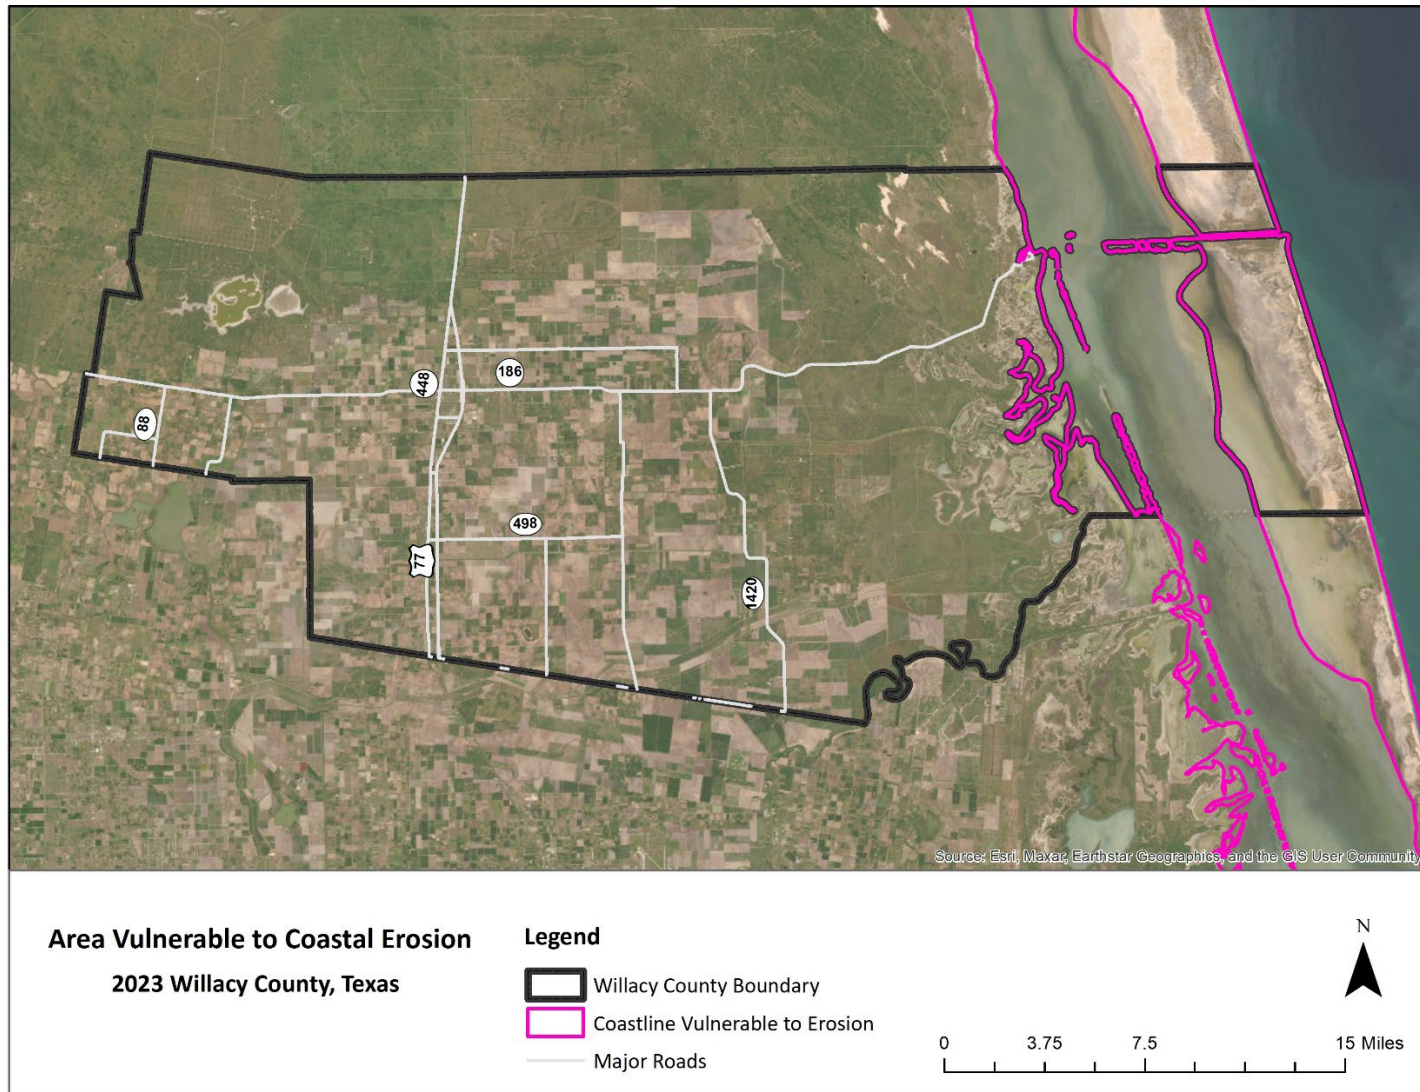 448
186
88
498
77
1420
Source: Esri, Maxar, Earthstar Geographics, and the GIS User Community
Area Vulnerable to Coastal Erosion
2023 Willacy County, Texas
Legend
Willacy County Boundary
Coastline Vulnerable to Erosion
Major Roads
N
0 3.75 7.5 15 Miles